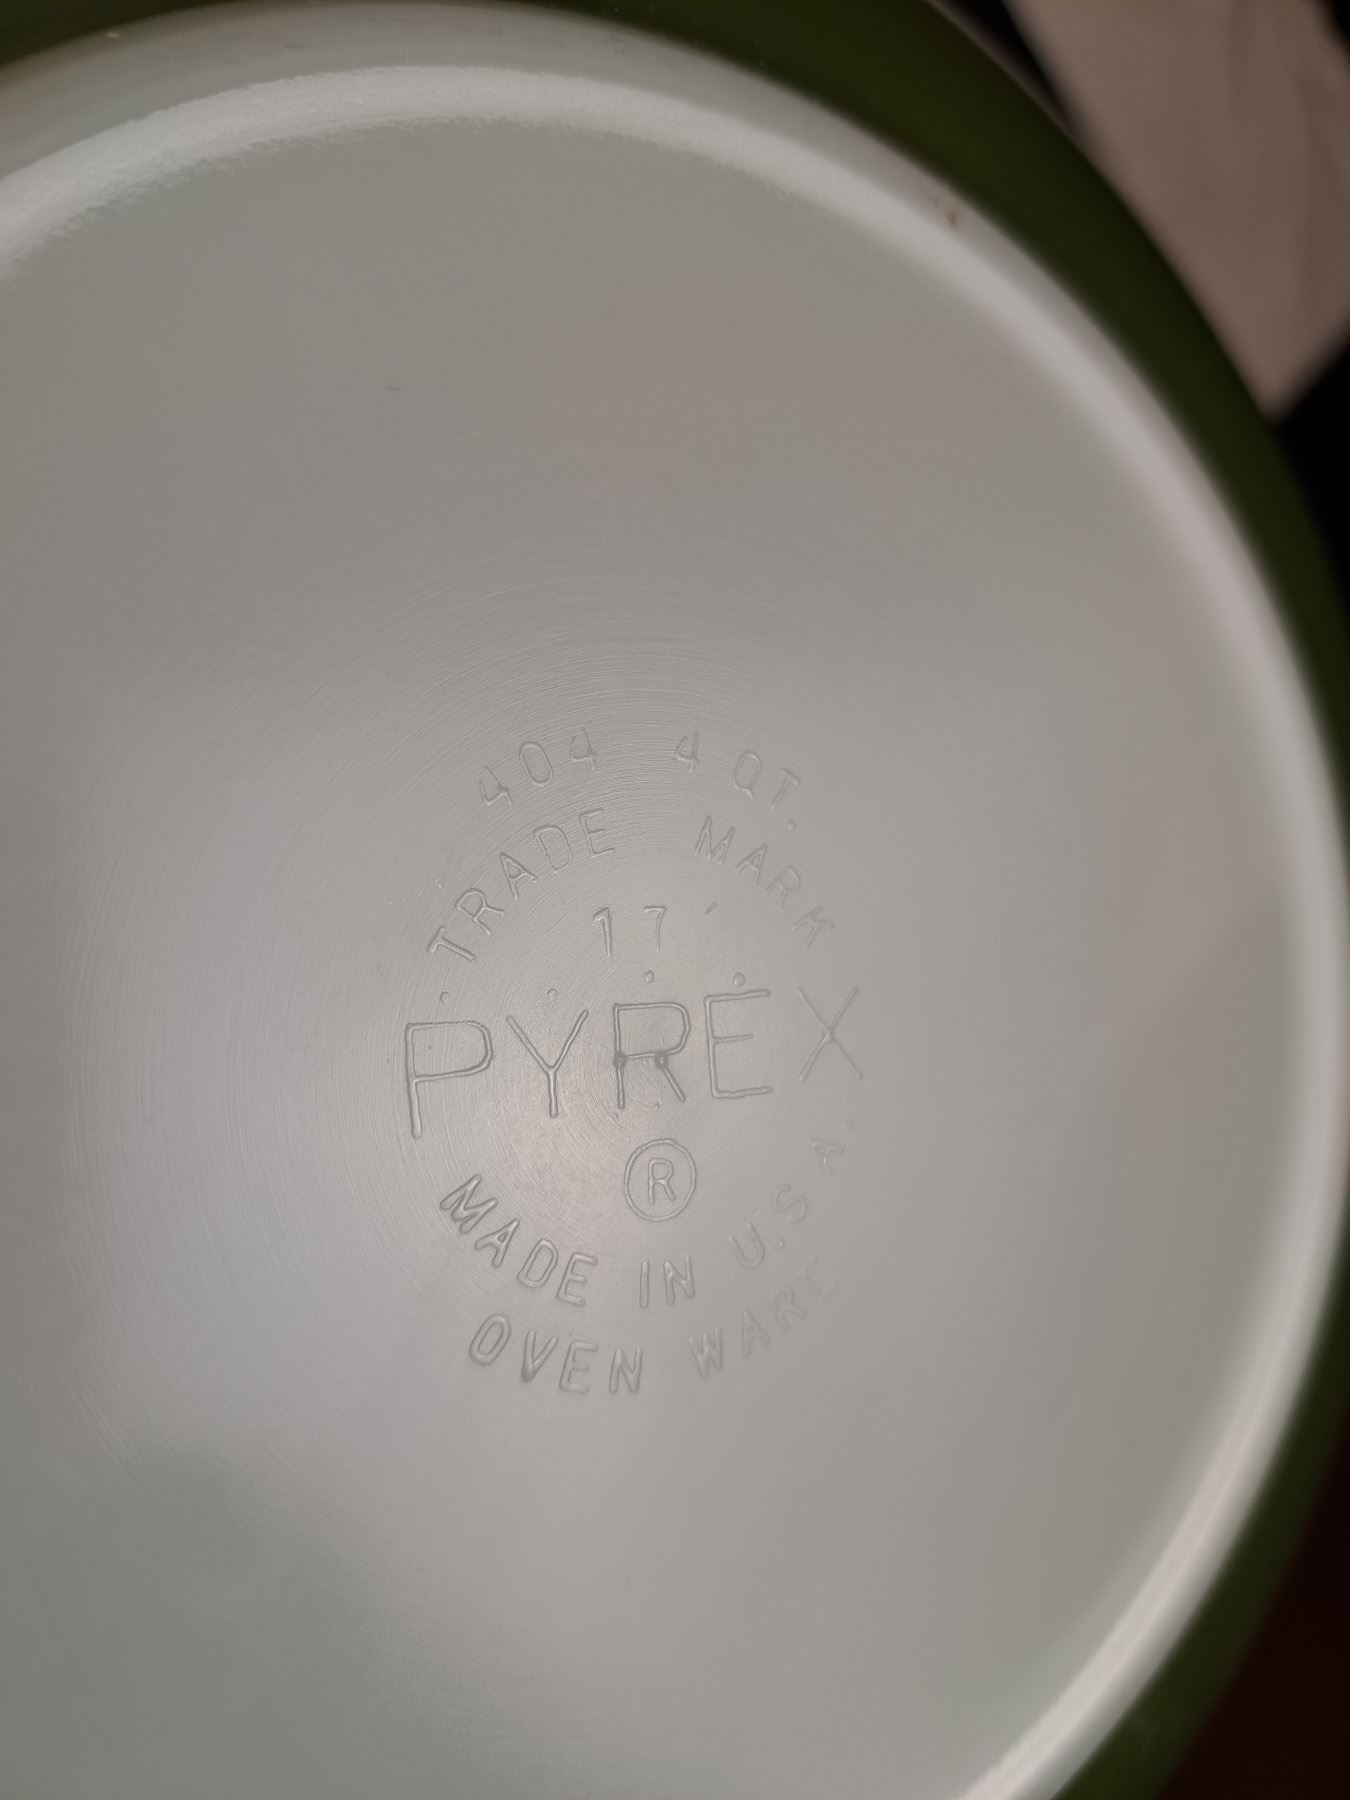 404 4 QT.
TRADE MARK
17
PYREX
®
MADE IN U.S.A.
OVEN WARE